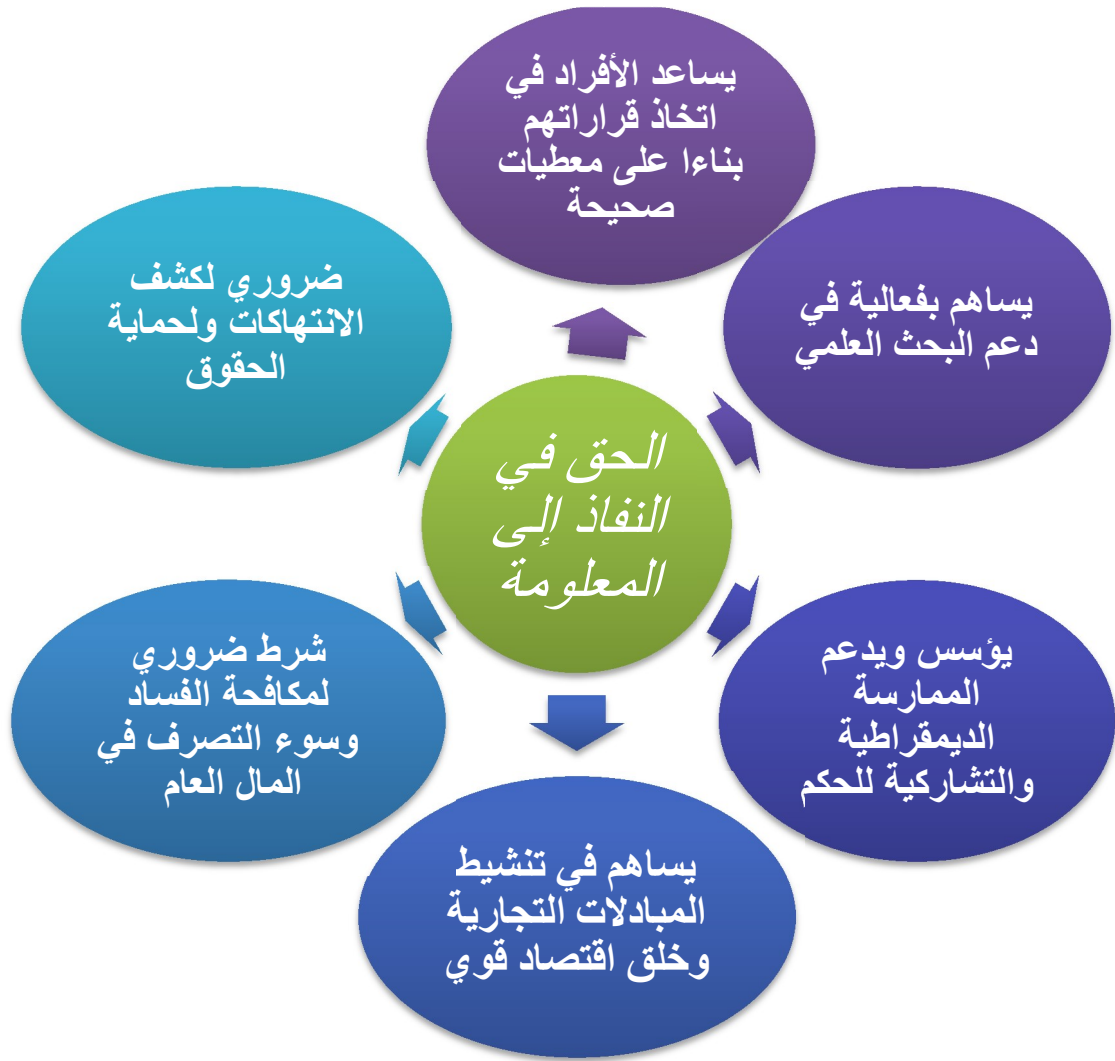 الحق في
النفاذ إلى
المعلومة
يساعد الأفراد في
اتخاذ قراراتهم
بناءا على معطيات
صحيحة
يساهم بفعالية في
دعم البحث العلمي
يؤسس ويدعم
الممارسة
الديمقراطية
والتشاركية للحكم
يساهم في تنشيط
المبادلات التجارية
وخلق اقتصاد قوي
شرط ضروري
لمكافحة الفساد
وسوء التصرف في
المال العام
ضروري لكشف
الانتهاكات ولحماية
الحقوق